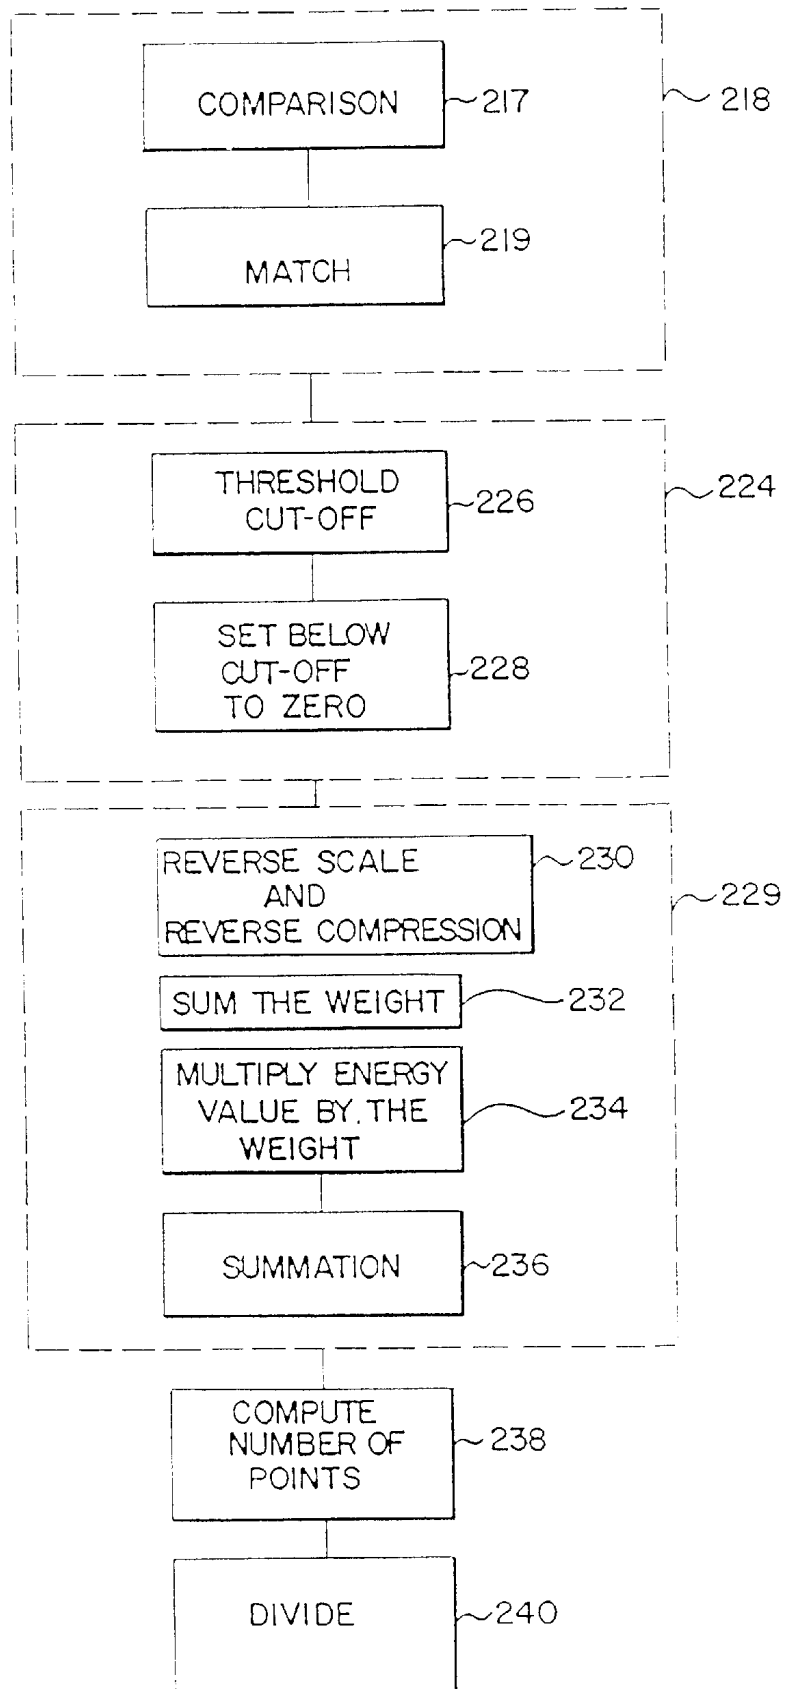 COMPARISON
217
218
MATCH
219
THRESHOLD
CUT-OFF
226
224
SET BELOW
CUT-OFF
TO ZERO
228
REVERSE SCALE
AND
REVERSE COMPRESSION
230
229
SUM THE WEIGHT
232
MULTIPLY ENERGY
VALUE BY. THE
WEIGHT
234
SUMMATION
236
COMPUTE
NUMBER OF
POINTS
238
DIVIDE
240